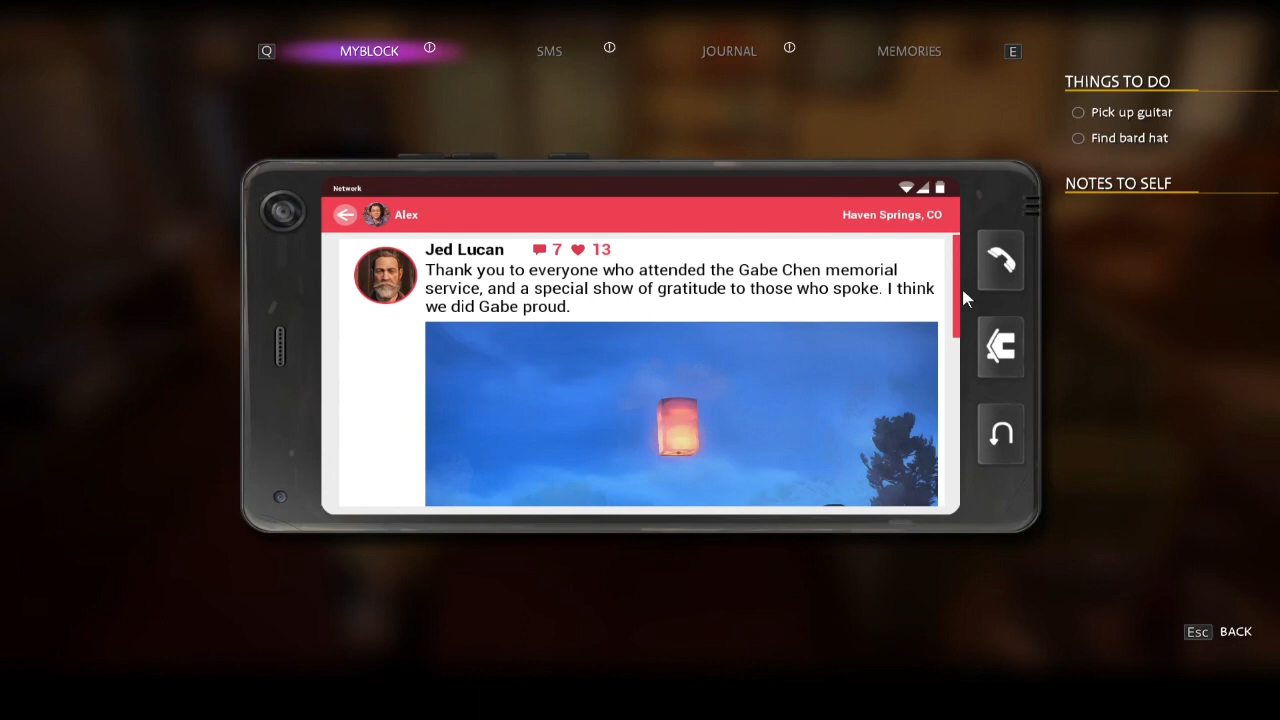 Q
MYBLOCK
SMS
JOURNAL
MEMORIES
E
THINGS TO DO
Pick up guitar
Find bard hat
NOTES TO SELF
Network
Alex
Haven Springs, CO
Jed Lucan 7 13
Thank you to everyone who attended the Gabe Chen memorial
service, and a special show of gratitude to those who spoke. I think
we did Gabe proud.
Esc BACK